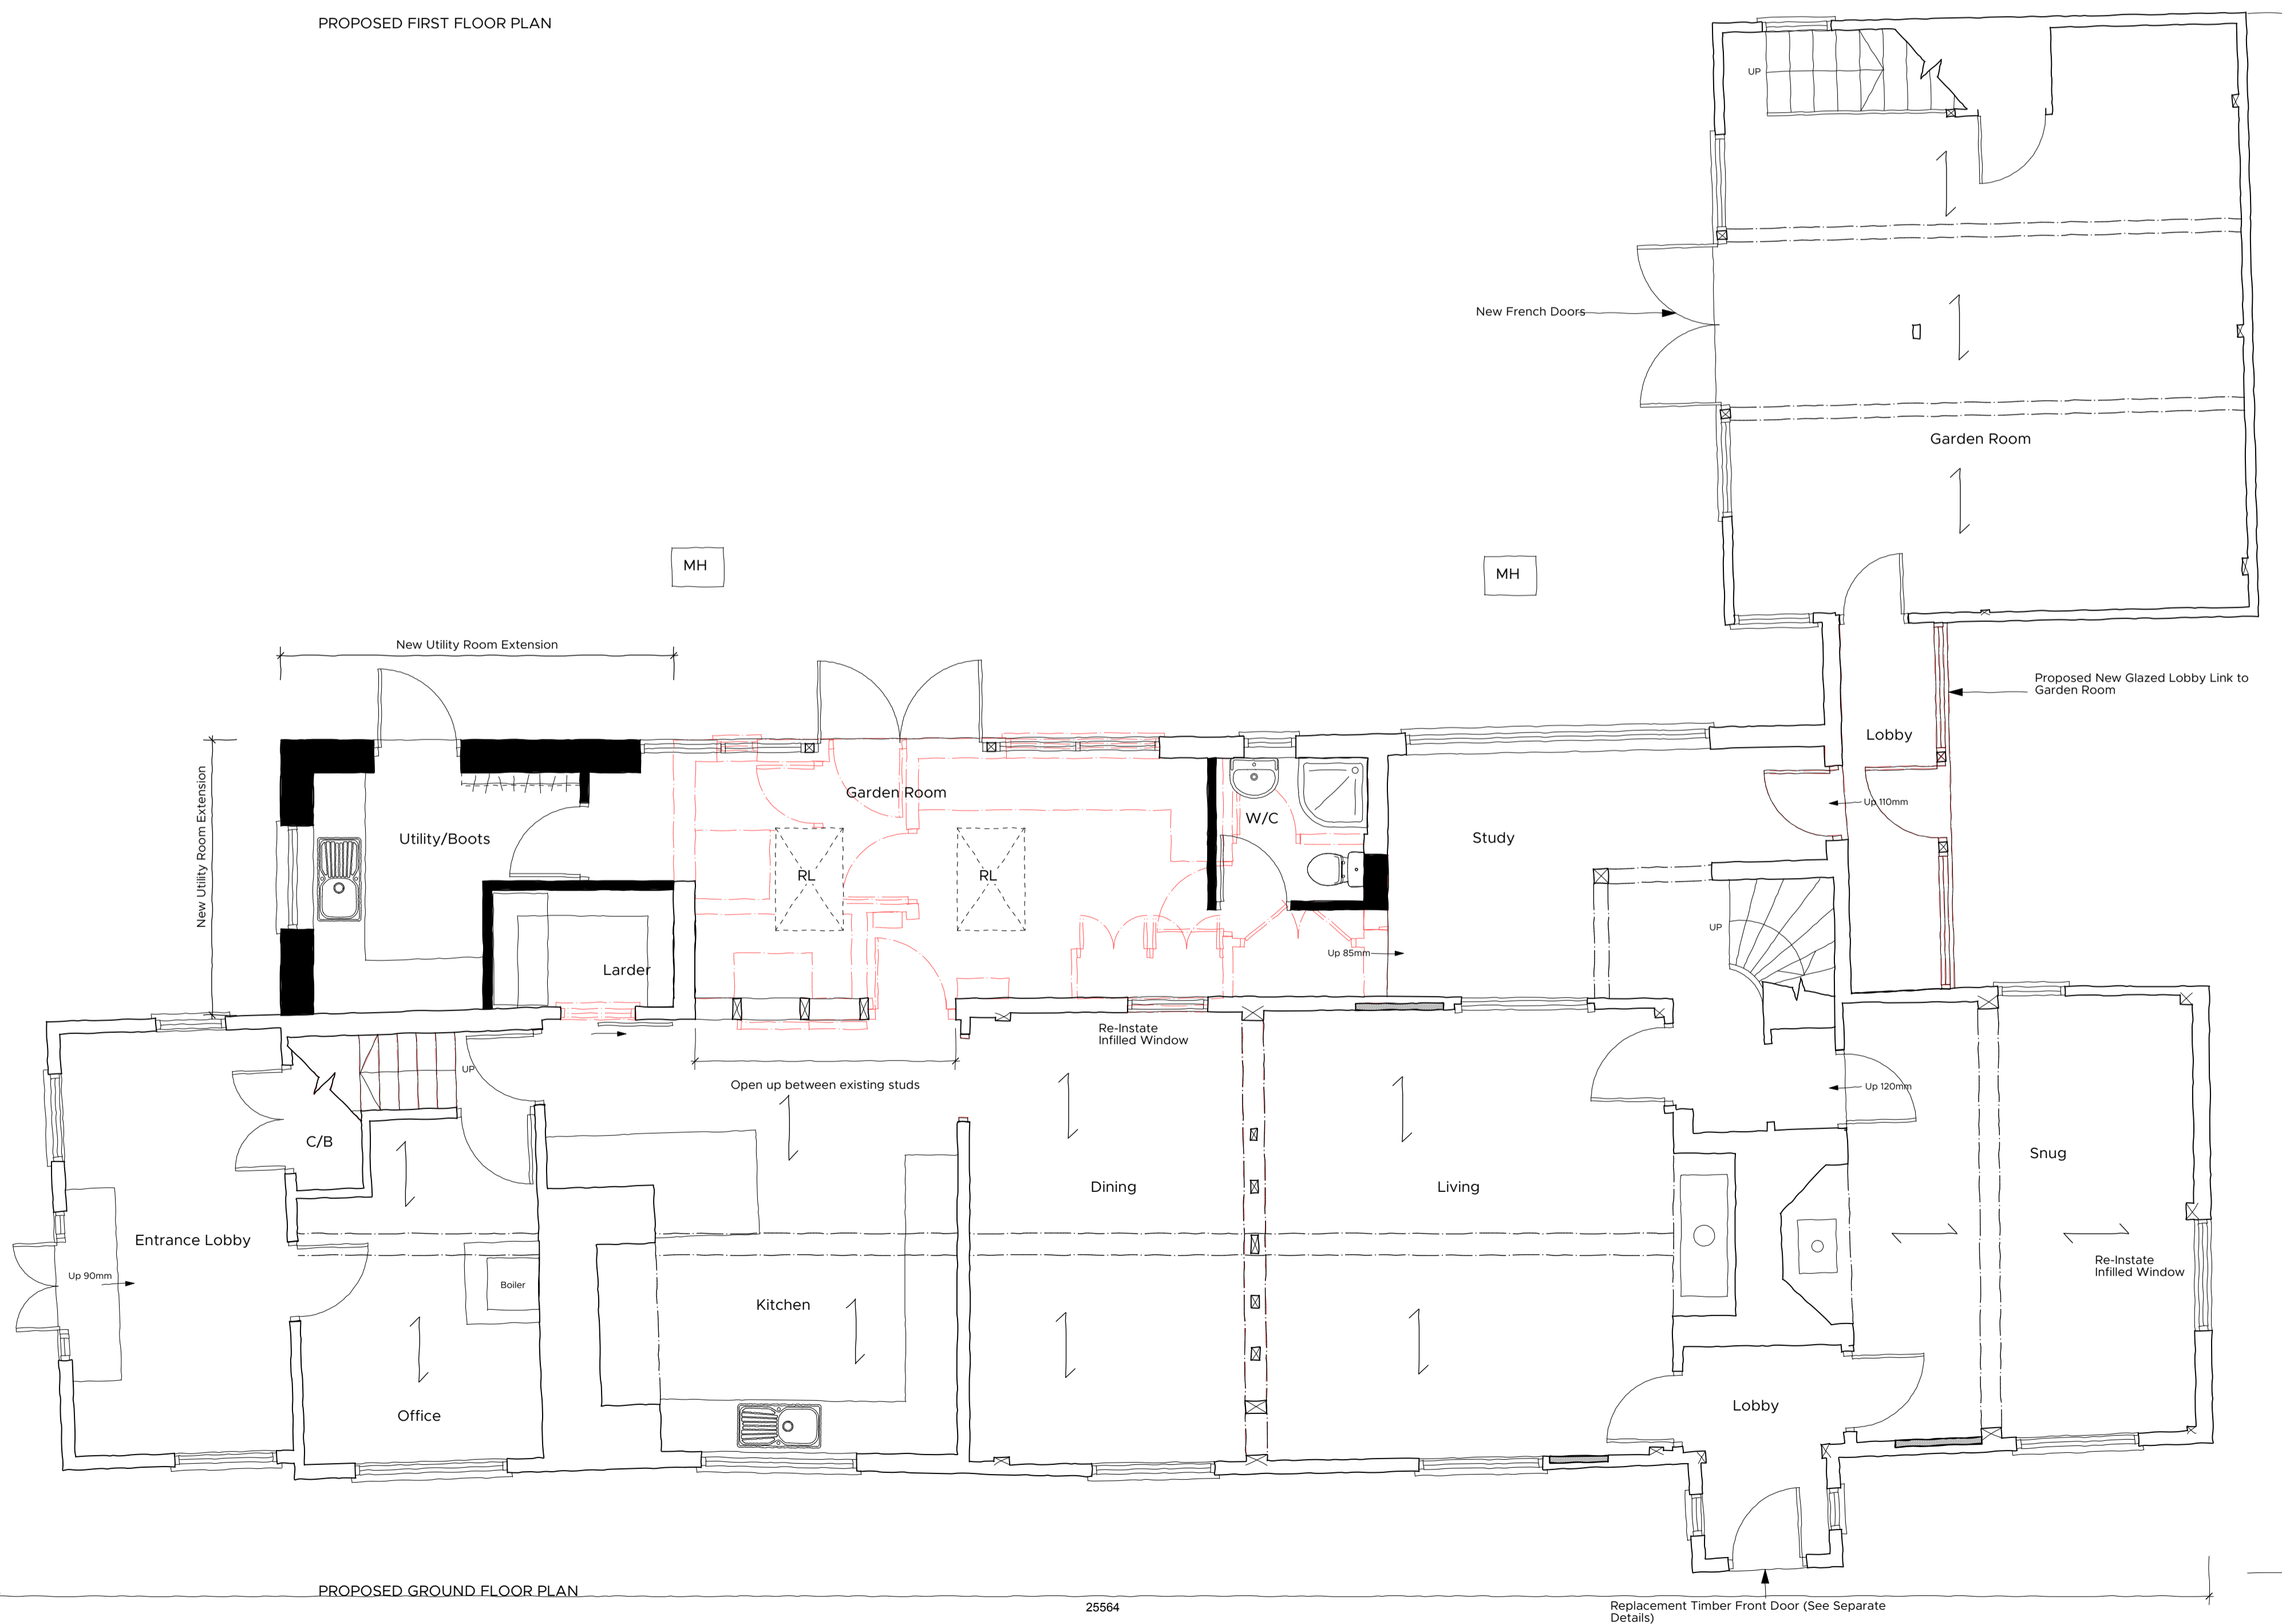 PROPOSED FIRST FLOOR PLAN
UP
New French Doors
Garden Room
MH
MH
New Utility Room Extension
Proposed New Glazed Lobby Link to
Garden Room
Lobby
New Utility Room Extension
Garden Room
Up 110mm
W/C
Utility/Boots
Study
RL
RL
UP
Up 85mm
Larder
Re-Instate
Infilled Window
UP
Open up between existing studs
Up 120mm
C/B
Snug
Dining
Living
Entrance Lobby
Re-Instate
Infilled Window
Up 90mm
Boiler
Kitchen
Lobby
Office
PROPOSED GROUND FLOOR PLAN
25564
Replacement Timber Front Door (See Separate
Details)